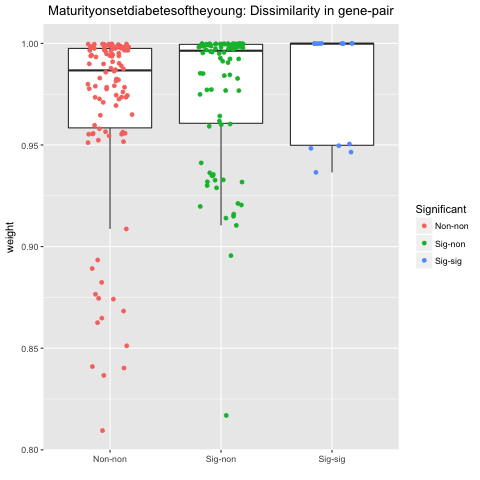 Maturityonsetdiabetesoftheyoung: Dissimilarity in gene-pair
1.00
0.95
0.90
0.85
0.80
weight
Non-non
Sig-non
Sig-sig
Significant
Non-non
Sig-non
Sig-sig